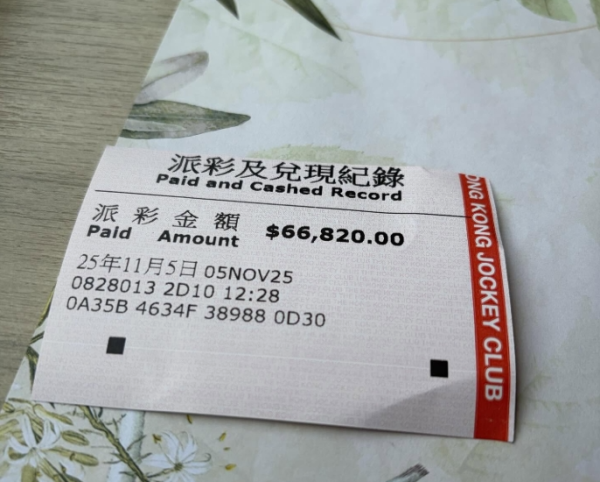 派彩及兌現紀錄
Paid and Cashed Record
派彩金額
Paid Amount $66,820.00
25年11月5日 05NOV25
0828013 2D10 12:28
0A35B 4634F 38988 0D30
ONG KONG JOCKEY CLUB